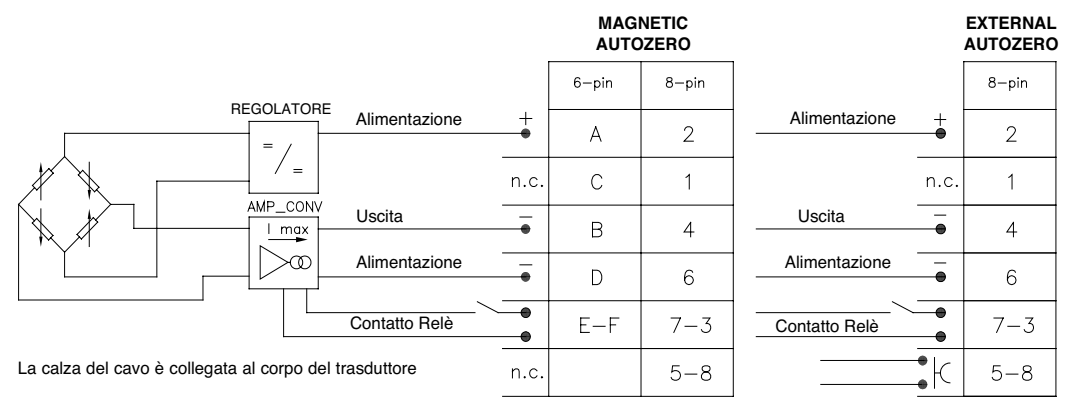 MAGNETIC
AUTOZERO
EXTERNAL
AUTOZERO
6-pin 8-pin 8-pin
REGOLATORE
= / =
Alimentazione + A 2 Alimentazione + 2
n.c. C 1 n.c. 1
AMP_CONV
I max
Uscita - B 4 Uscita - 4
Alimentazione - D 6 Alimentazione - 6
Contatto Relè E-F 7-3 Contatto Relè 7-3
La calza del cavo è collegata al corpo del trasduttore
n.c. 5-8 5-8